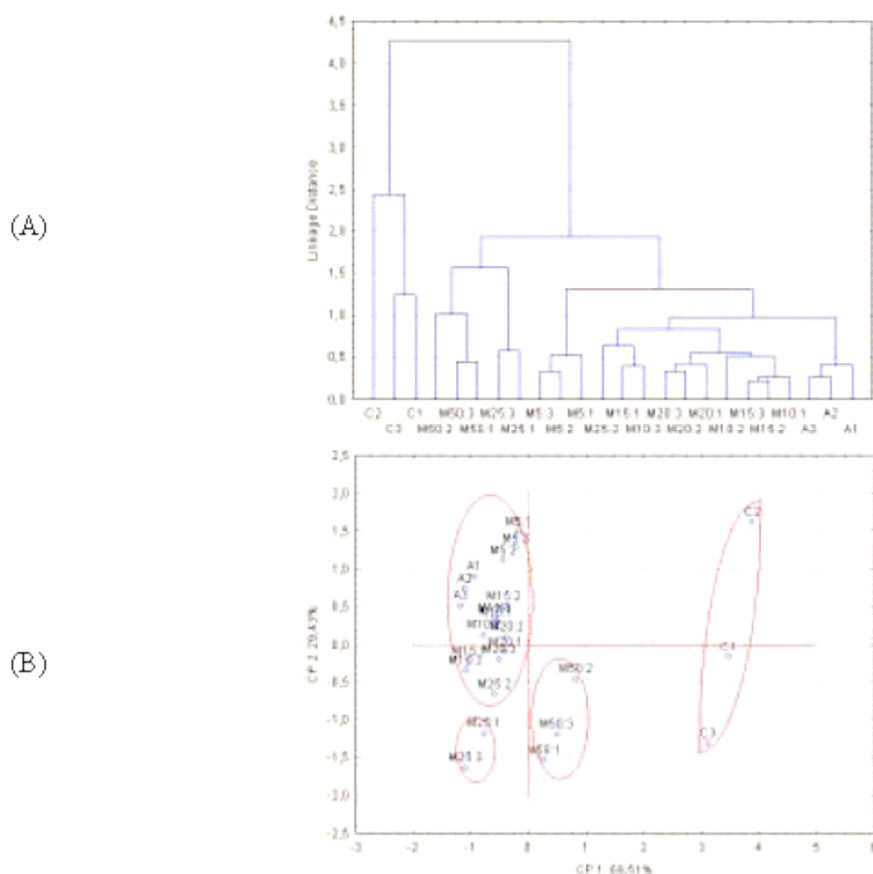 (A)
Linkage Distance
4,5
4,0
3,5
3,0
2,5
2,0
1,5
1,0
0,5
0,0
C2 C1 M50:3 M25:3 M5:3 M5:1 M15:1 M20:3 M20:1 M15:3 M10:1 A2
C3 M50:2 M50:1 M25:1 M5:2 M25:2 M10:3 M20:2 M10:2 M15:2 A3 A1
(B)
CP 2
2,0
1,5
1,0
0,5
0,0
-0,5
-1,0
-1,5
-2,0
-2,5
C2
M5:1
A1
A2
A3
M15:2
M20:2
C1
M50:2
M25:2
M25:1
M50:3
C3
M50:1
M25:3
-3 -2 -1 0 1 2 3 4 5 6
CP 1